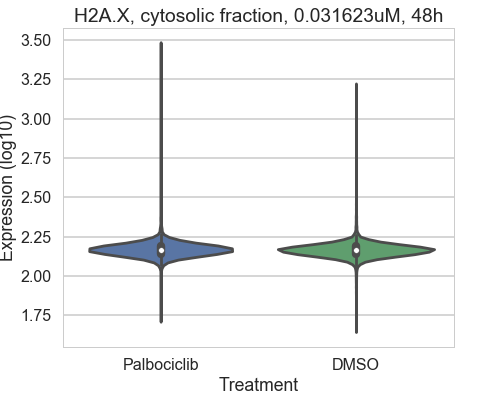 H2A.X, cytosolic fraction, 0.031623uM, 48h
Expression (log10)
3.50
3.25
3.00
2.75
2.50
2.25
2.00
1.75
Palbociclib DMSO
Treatment